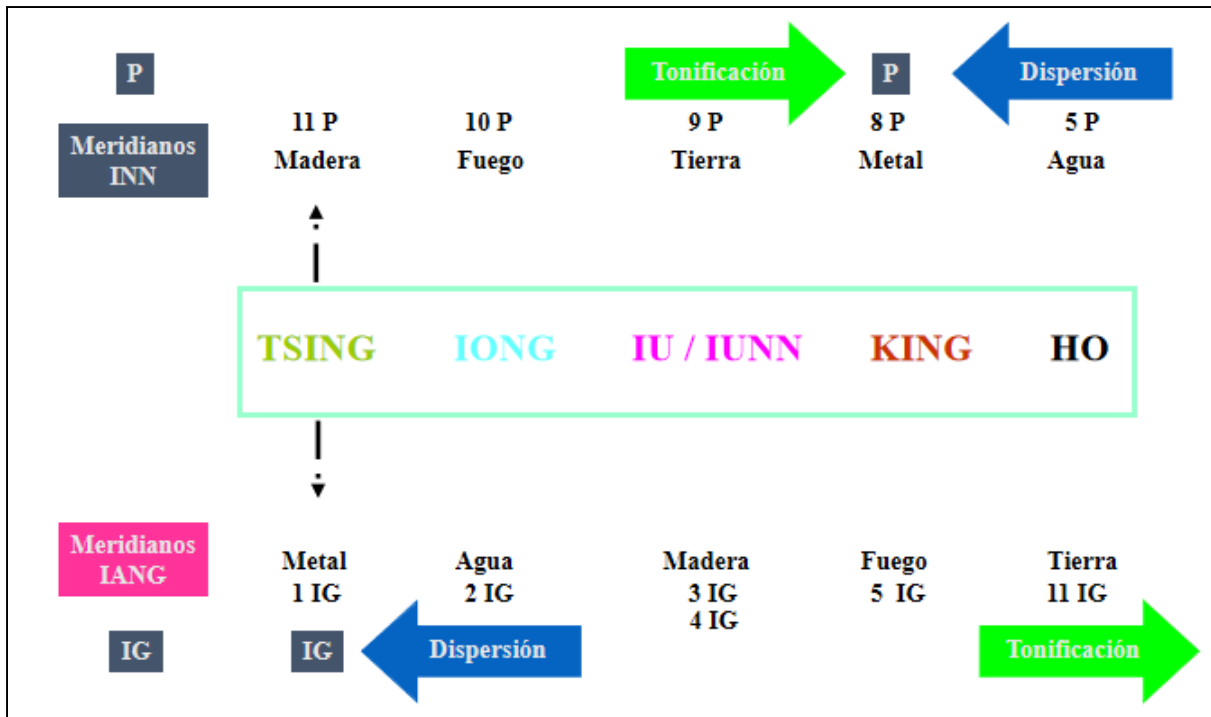 P
Tonificación
P
Dispersión
Meridianos
INN
11 P
10 P
9 P
8 P
5 P
Madera
Fuego
Tierra
Metal
Agua
TSING
IONG
IU / IUNN
KING
HO
Meridianos
IANG
Metal
Agua
Madera
Fuego
Tierra
1 IG
2 IG
3 IG
5 IG
11 IG
4 IG
IG
IG
Dispersión
Tonificación